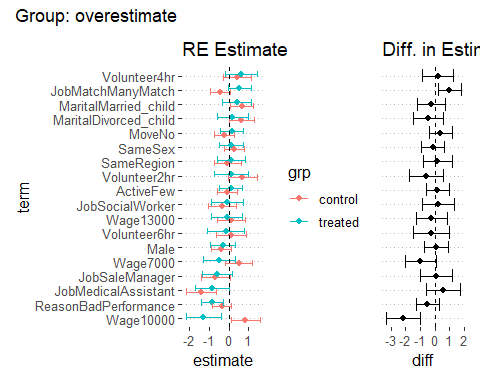 Group: overestimate
RE Estimate
Diff. in Estin
term
Volunteer4hr
JobMatchManyMatch
MaritalMarried_child
MaritalDivorced_child
MoveNo
SameSex
SameRegion
Volunteer2hr
ActiveFew
JobSocialWorker
Wage13000
Volunteer6hr
Male
Wage7000
JobSaleManager
JobMedicalAssistant
ReasonBadPerformance
Wage10000
-2 -1 0 1
estimate
grp
control
treated
-3 -2 -1 0 1 2
diff